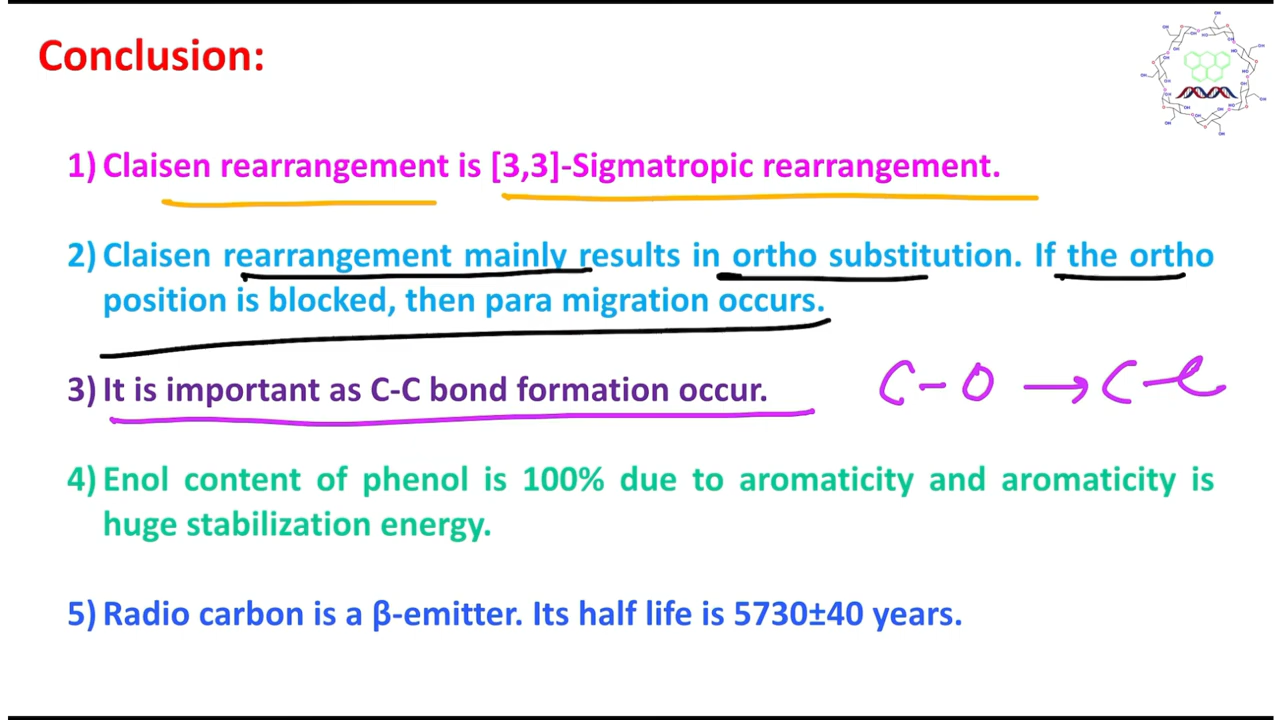 Conclusion:
1) Claisen rearrangement is [3,3]-Sigmatropic rearrangement.
2) Claisen rearrangement mainly results in ortho substitution. If the ortho
position is blocked, then para migration occurs.
3) It is important as C-C bond formation occur.
C-O → C-C
4) Enol content of phenol is 100% due to aromaticity and aromaticity is
huge stabilization energy.
5) Radio carbon is a β-emitter. Its half life is 5730±40 years.